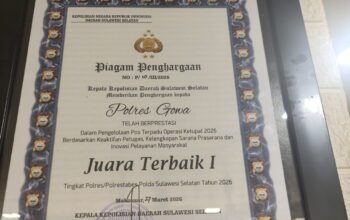 KEPOLISIAN NEGARA REPUBLIK INDONESIA
DAERAH SULAWESI SELATAN
Piagam Penghargaan
Kepala Kepolisian Daerah Sulawesi Selatan
Memberikan Penghargaan kepada
Polres Gowa
TELAH BERPRESTASI
Dalam Pengelolaan Pos Terpadu Operasi Ketupat 2026
Berdasarkan Keaktifan Petugas, Kelengkapan Sarana Prasarana dan
Inovasi Pelayanan Masyarakat
Juara Terbaik I
Tingkat Polres/Polrestabes Polda Sulawesi Selatan Tahun 2026
Makassar, 27 Maret 2026
KEPALA KEPOLISIAN DAERAH SULAWESI SELATAN